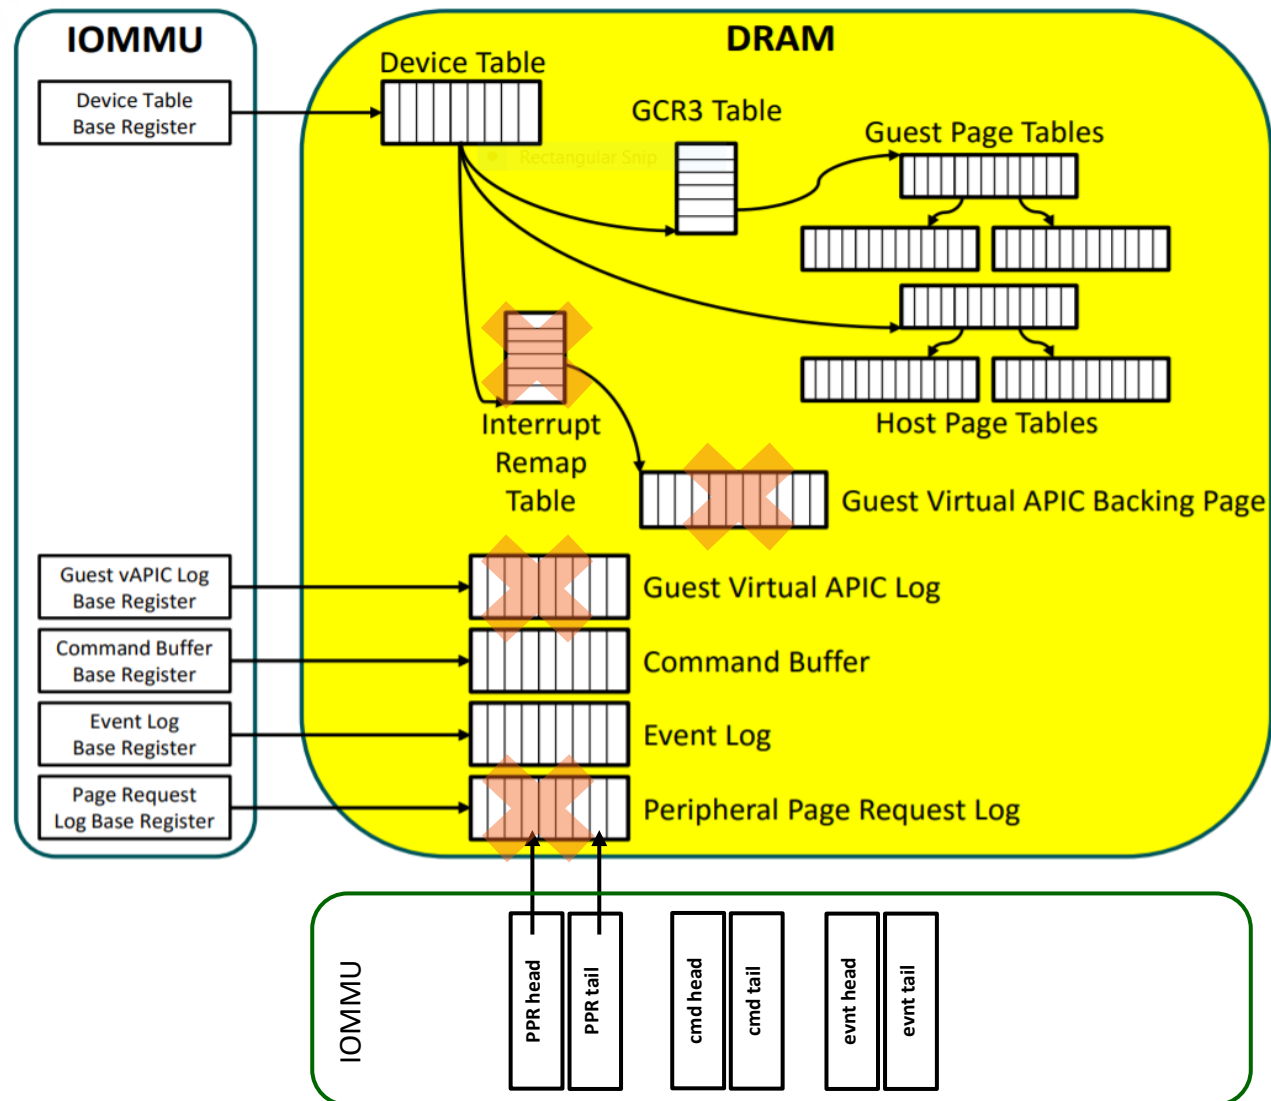 IOMMU
DRAM
Device Table
Base Register
Device Table
GCR3 Table
Guest Page Tables
Rectangular Snip
Host Page Tables
Interrupt
Remap
Table
Guest Virtual APIC Backing Page
Guest vAPIC Log
Base Register
Guest Virtual APIC Log
Command Buffer
Base Register
Command Buffer
Event Log
Base Register
Event Log
Page Request
Log Base Register
Peripheral Page Request Log
IOMMU
PPR head
PPR tail
cmd head
cmd tail
evnt head
evnt tail